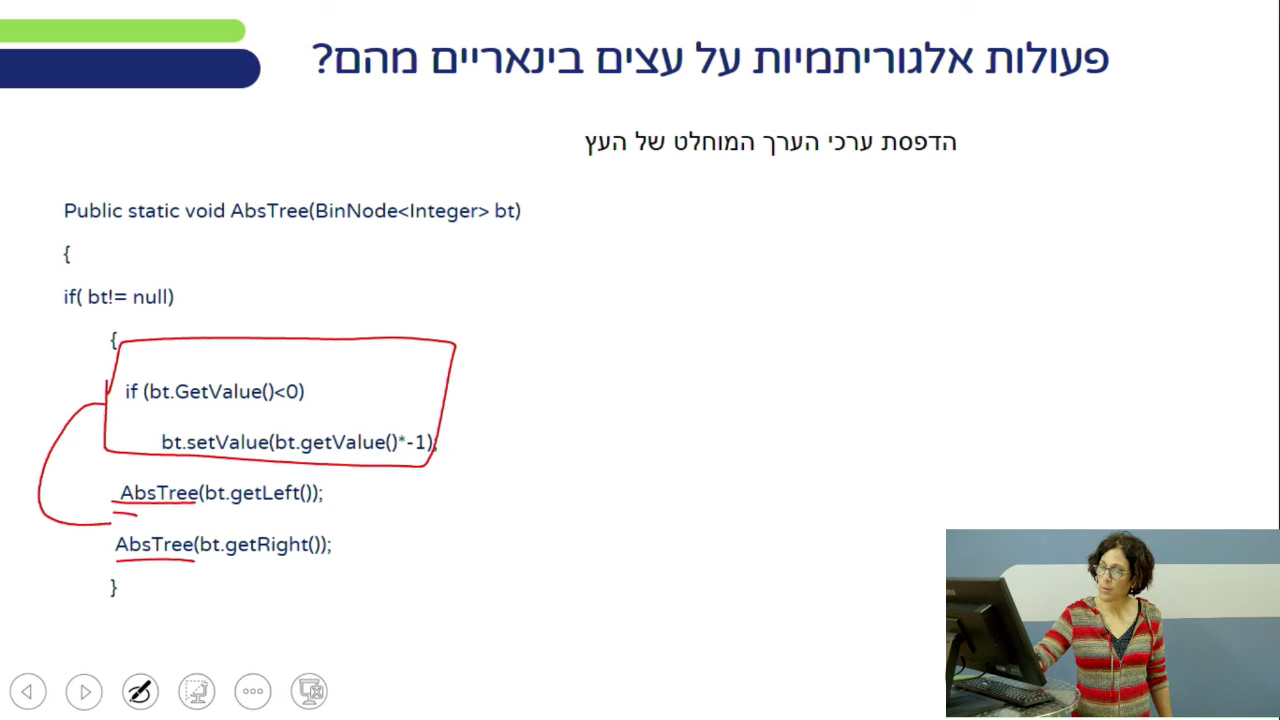 פעולות אלגוריתמיות על עצים בינאריים מהם?
הדפסת ערכי הערך המוחלט של העץ
Public static void AbsTree(BinNode<Integer> bt)
{
if( bt!= null)
{
if (bt.GetValue()<0)
bt.setValue(bt.getValue()*-1);
AbsTree(bt.getLeft());
AbsTree(bt.getRight());
}